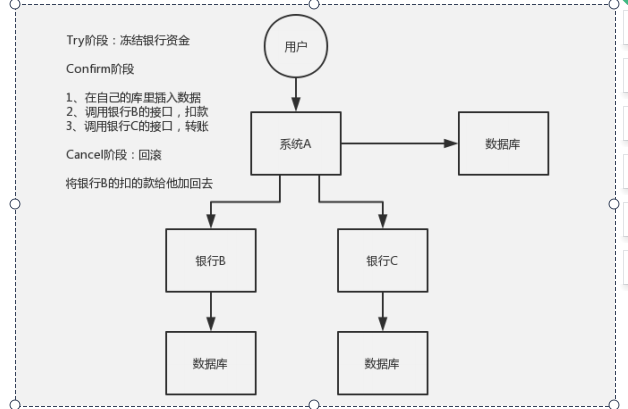 Try阶段：冻结银行资金
用户
Confirm阶段
1、在自己的库里插入数据
2、调用银行B的接口，扣款
3、调用银行C的接口，转账
系统A
数据库
Cancel阶段：回滚
将银行B的扣的款给他加回去
银行B
银行C
数据库
数据库